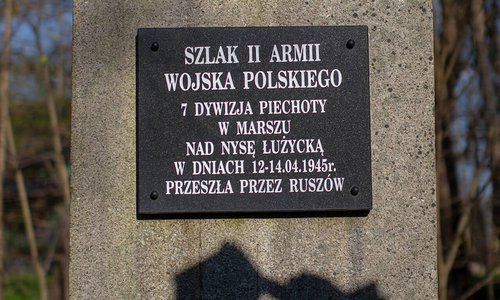 SZLAK II ARMII
WOJSKA POLSKIEGO
7 DYWIZJA PIECHOTY
W MARSZU
NAD NYSĘ ŁUŻYCKĄ
W DNIACH 12-14.04.1945r.
PRZESZŁA PRZEZ RUSZÓW